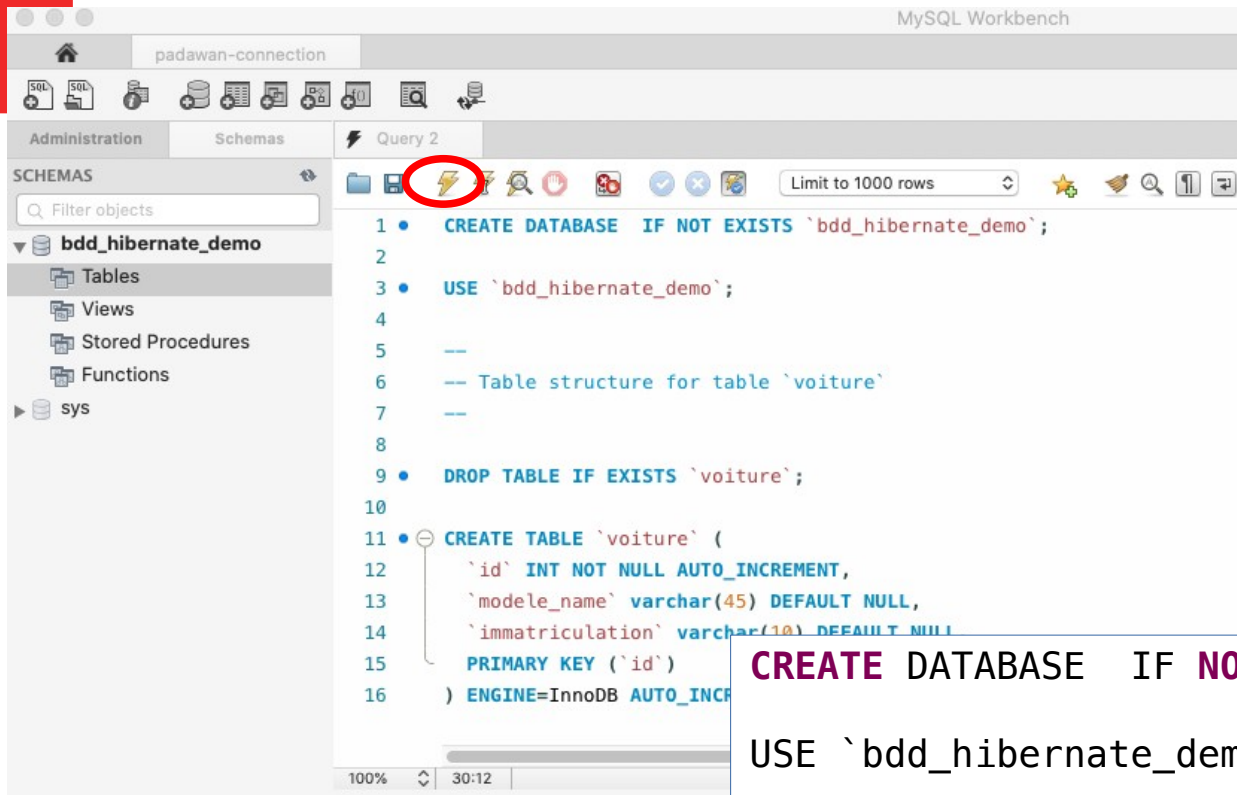 MySQL Workbench
padawan-connection
Administration Schemas Query 2
SCHEMAS
Limit to 1000 rows
Filter objects
bdd_hibernate_demo
Tables
Views
Stored Procedures
Functions
sys
1 CREATE DATABASE  IF NOT EXISTS `bdd_hibernate_demo`;
2
3 USE `bdd_hibernate_demo`;
4
5 --
6 -- Table structure for table `voiture`
7 --
8
9 DROP TABLE IF EXISTS `voiture`;
10
11 CREATE TABLE `voiture` (
12 `id` INT NOT NULL AUTO_INCREMENT,
13 `modele_name` varchar(45) DEFAULT NULL,
14 `immatriculation` varchar(10) DEFAULT NULL
15 PRIMARY KEY (`id`)
16 ) ENGINE=InnoDB AUTO_INCR
100% 30:12
CREATE DATABASE  IF NO
USE `bdd_hibernate_dem